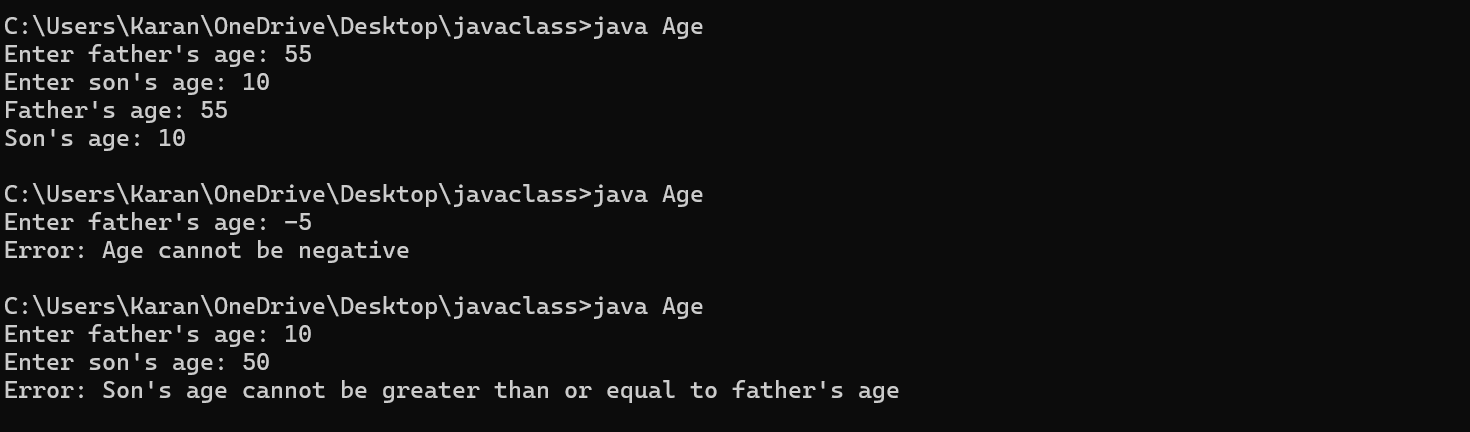 C:\Users\Karan\OneDrive\Desktop\javaclass>java Age
Enter father's age: 55
Enter son's age: 10
Father's age: 55
Son's age: 10
C:\Users\Karan\OneDrive\Desktop\javaclass>java Age
Enter father's age: -5
Error: Age cannot be negative
C:\Users\Karan\OneDrive\Desktop\javaclass>java Age
Enter father's age: 10
Enter son's age: 50
Error: Son's age cannot be greater than or equal to father's age